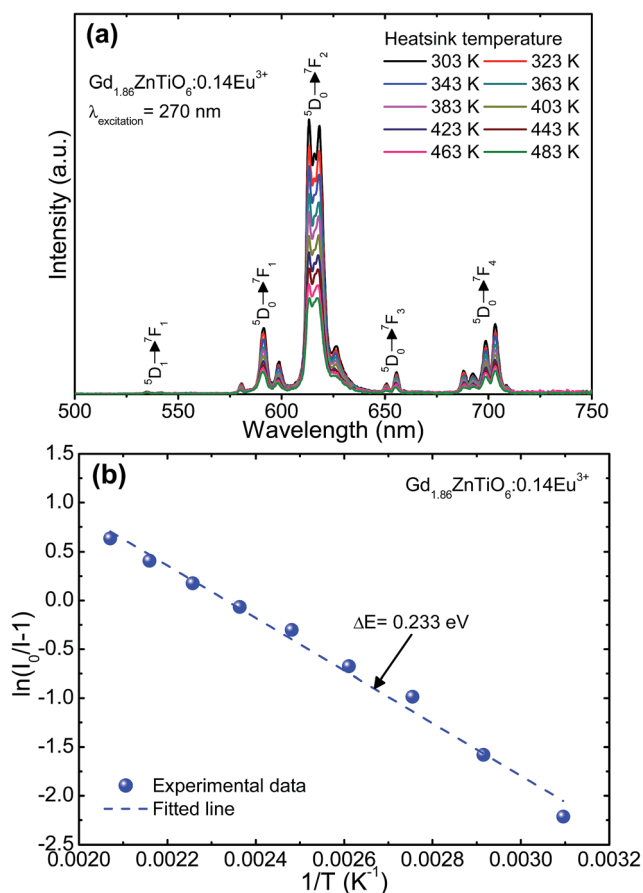 (a)
Gd1.86ZnTiO6:0.14Eu3+
λexcitation= 270 nm
Heatsink temperature
303 K 323 K
343 K 363 K
383 K 403 K
423 K 443 K
463 K 483 K
5D1→7F1
5D0→7F1
5D0→7F2
5D0→7F3
5D0→7F4
Intensity (a.u.)
500 550 600 650 700 750
Wavelength (nm)
(b)
Gd1.86ZnTiO6:0.14Eu3+
1.5
1.0
0.5
0.0
-0.5
-1.0
-1.5
-2.0
-2.5
ln(I0/I-1)
ΔE= 0.233 eV
Experimental data
Fitted line
0.0020 0.0022 0.0024 0.0026 0.0028 0.0030 0.0032
1/T (K-1)